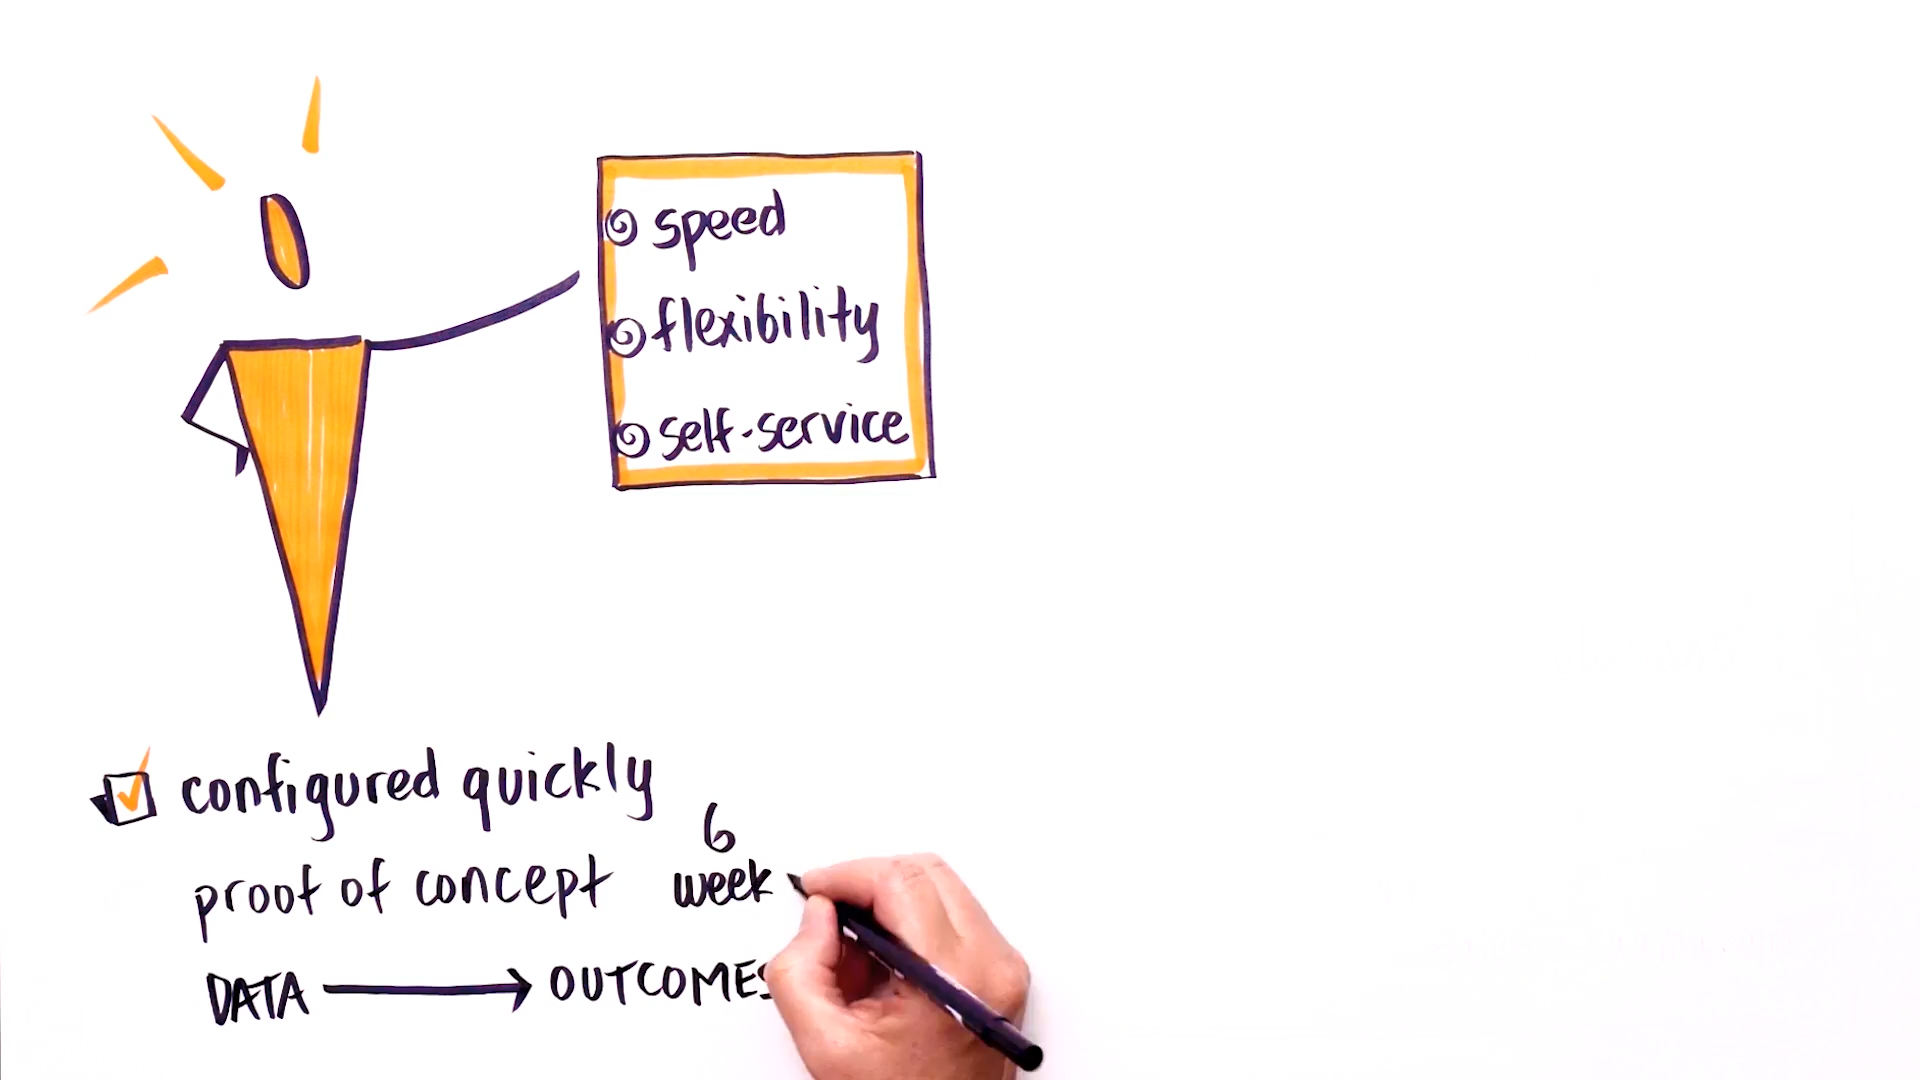 speed
flexibility
self-service
configured quickly
6
proof of concept week
DATA OUTCOMES